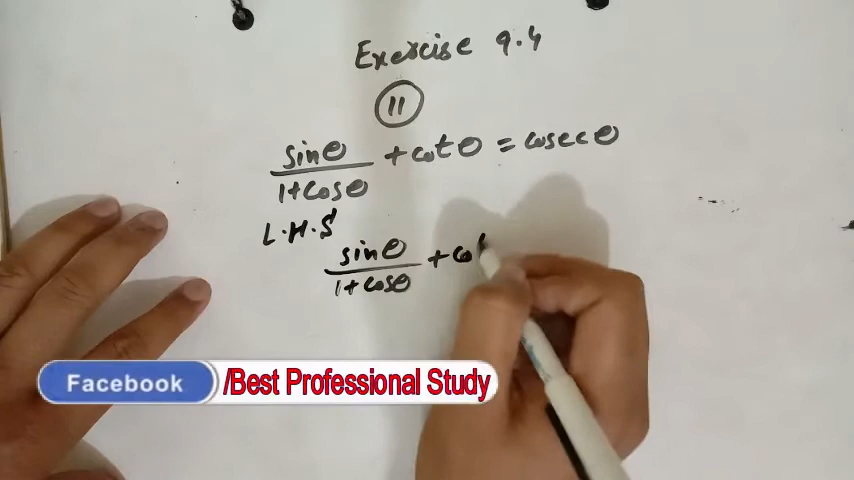 Exercise 9.4
11
sinθ / 1+cosθ + cotθ = cosecθ
L.H.S
sinθ / 1+cosθ + cot
Facebook /Best Professional Study